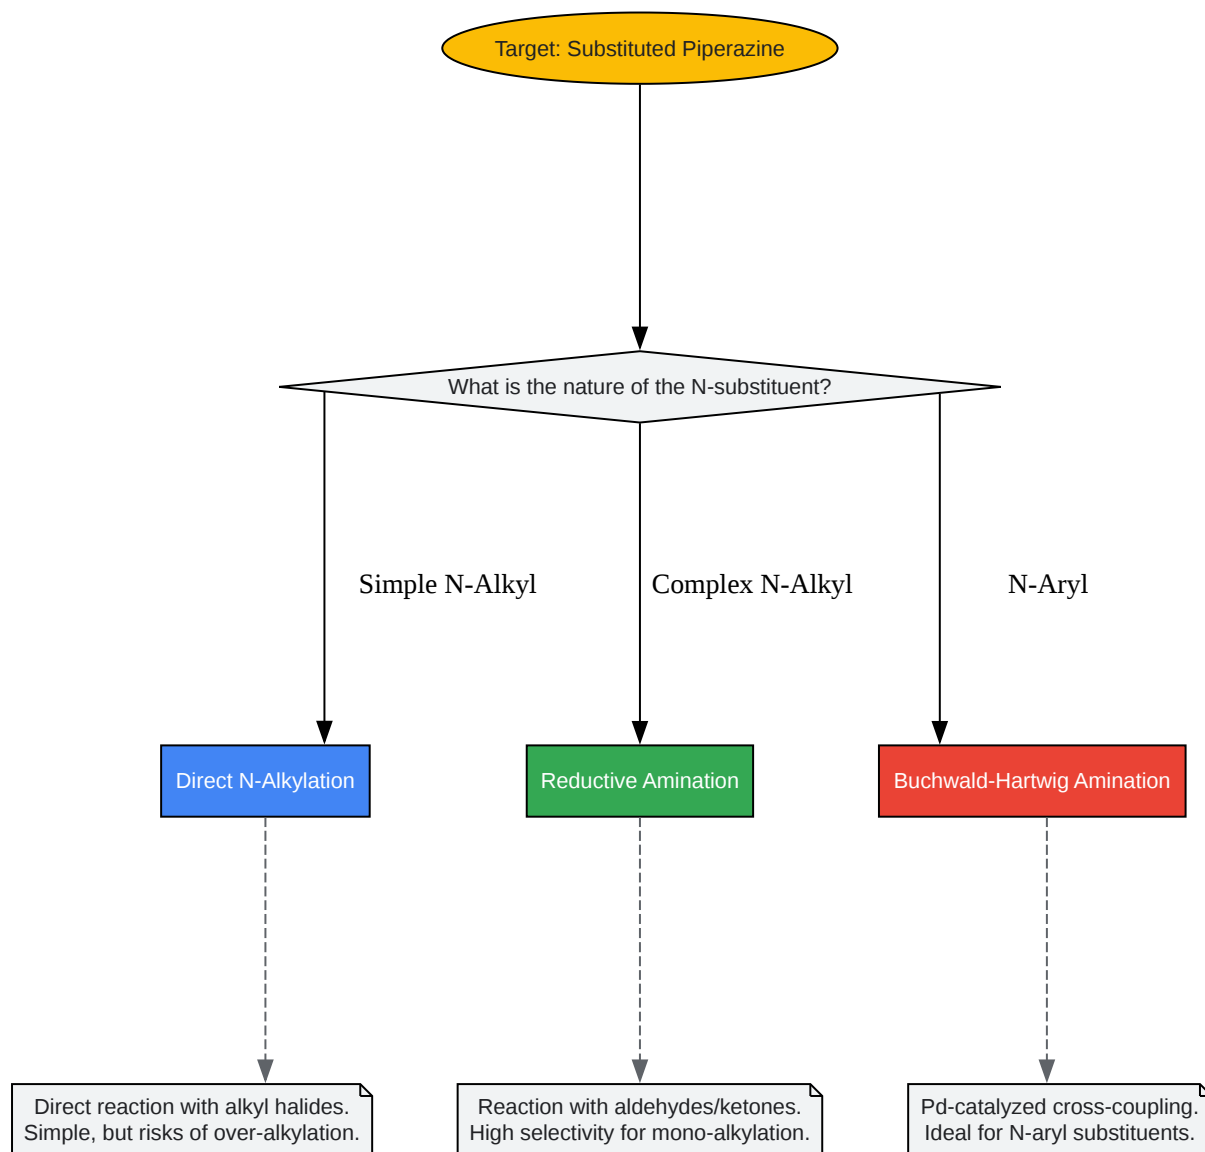 Target: Substituted Piperazine
What is the nature of the N-substituent?
Simple N-Alkyl
Complex N-Alkyl
N-Aryl
Direct N-Alkylation
Reductive Amination
Buchwald-Hartwig Amination
Direct reaction with alkyl halides.
Simple, but risks of over-alkylation.
Reaction with aldehydes/ketones.
High selectivity for mono-alkylation.
Pd-catalyzed cross-coupling.
Ideal for N-aryl substituents.